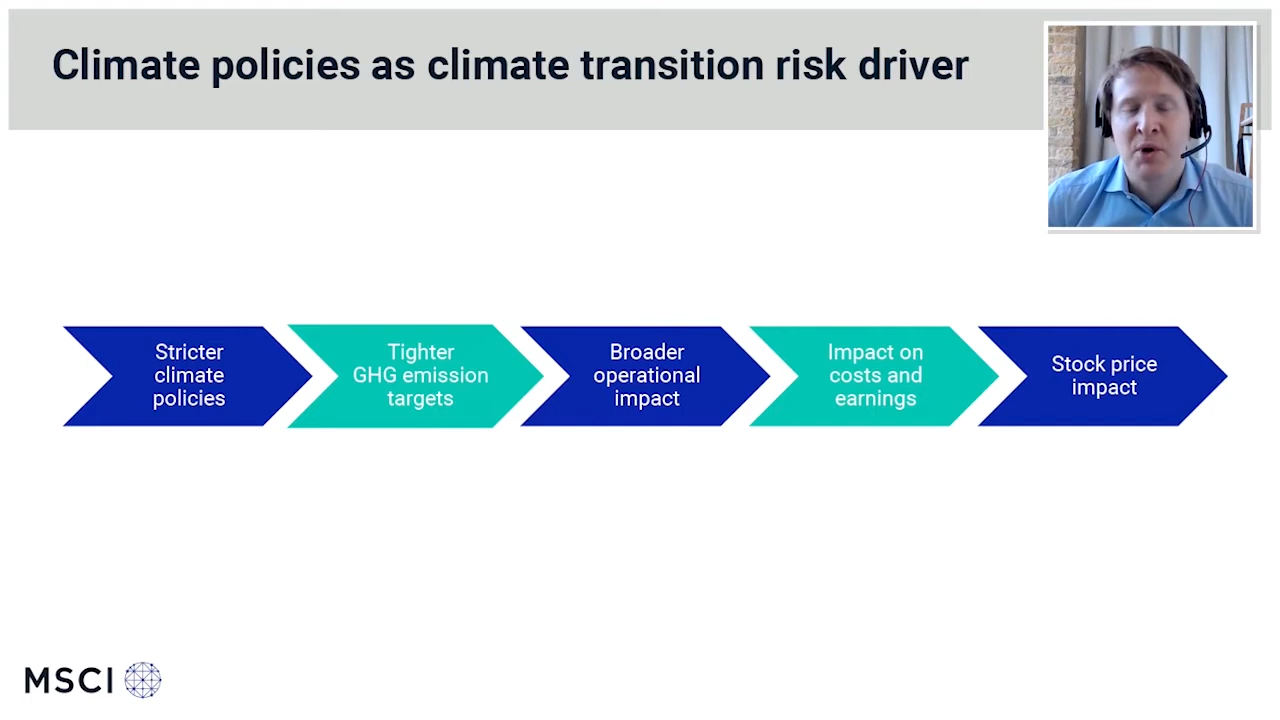 Climate policies as climate transition risk driver
Stricter
climate
policies
Tighter
GHG emission
targets
Broader
operational
impact
Impact on
costs and
earnings
Stock price
impact
MSCI